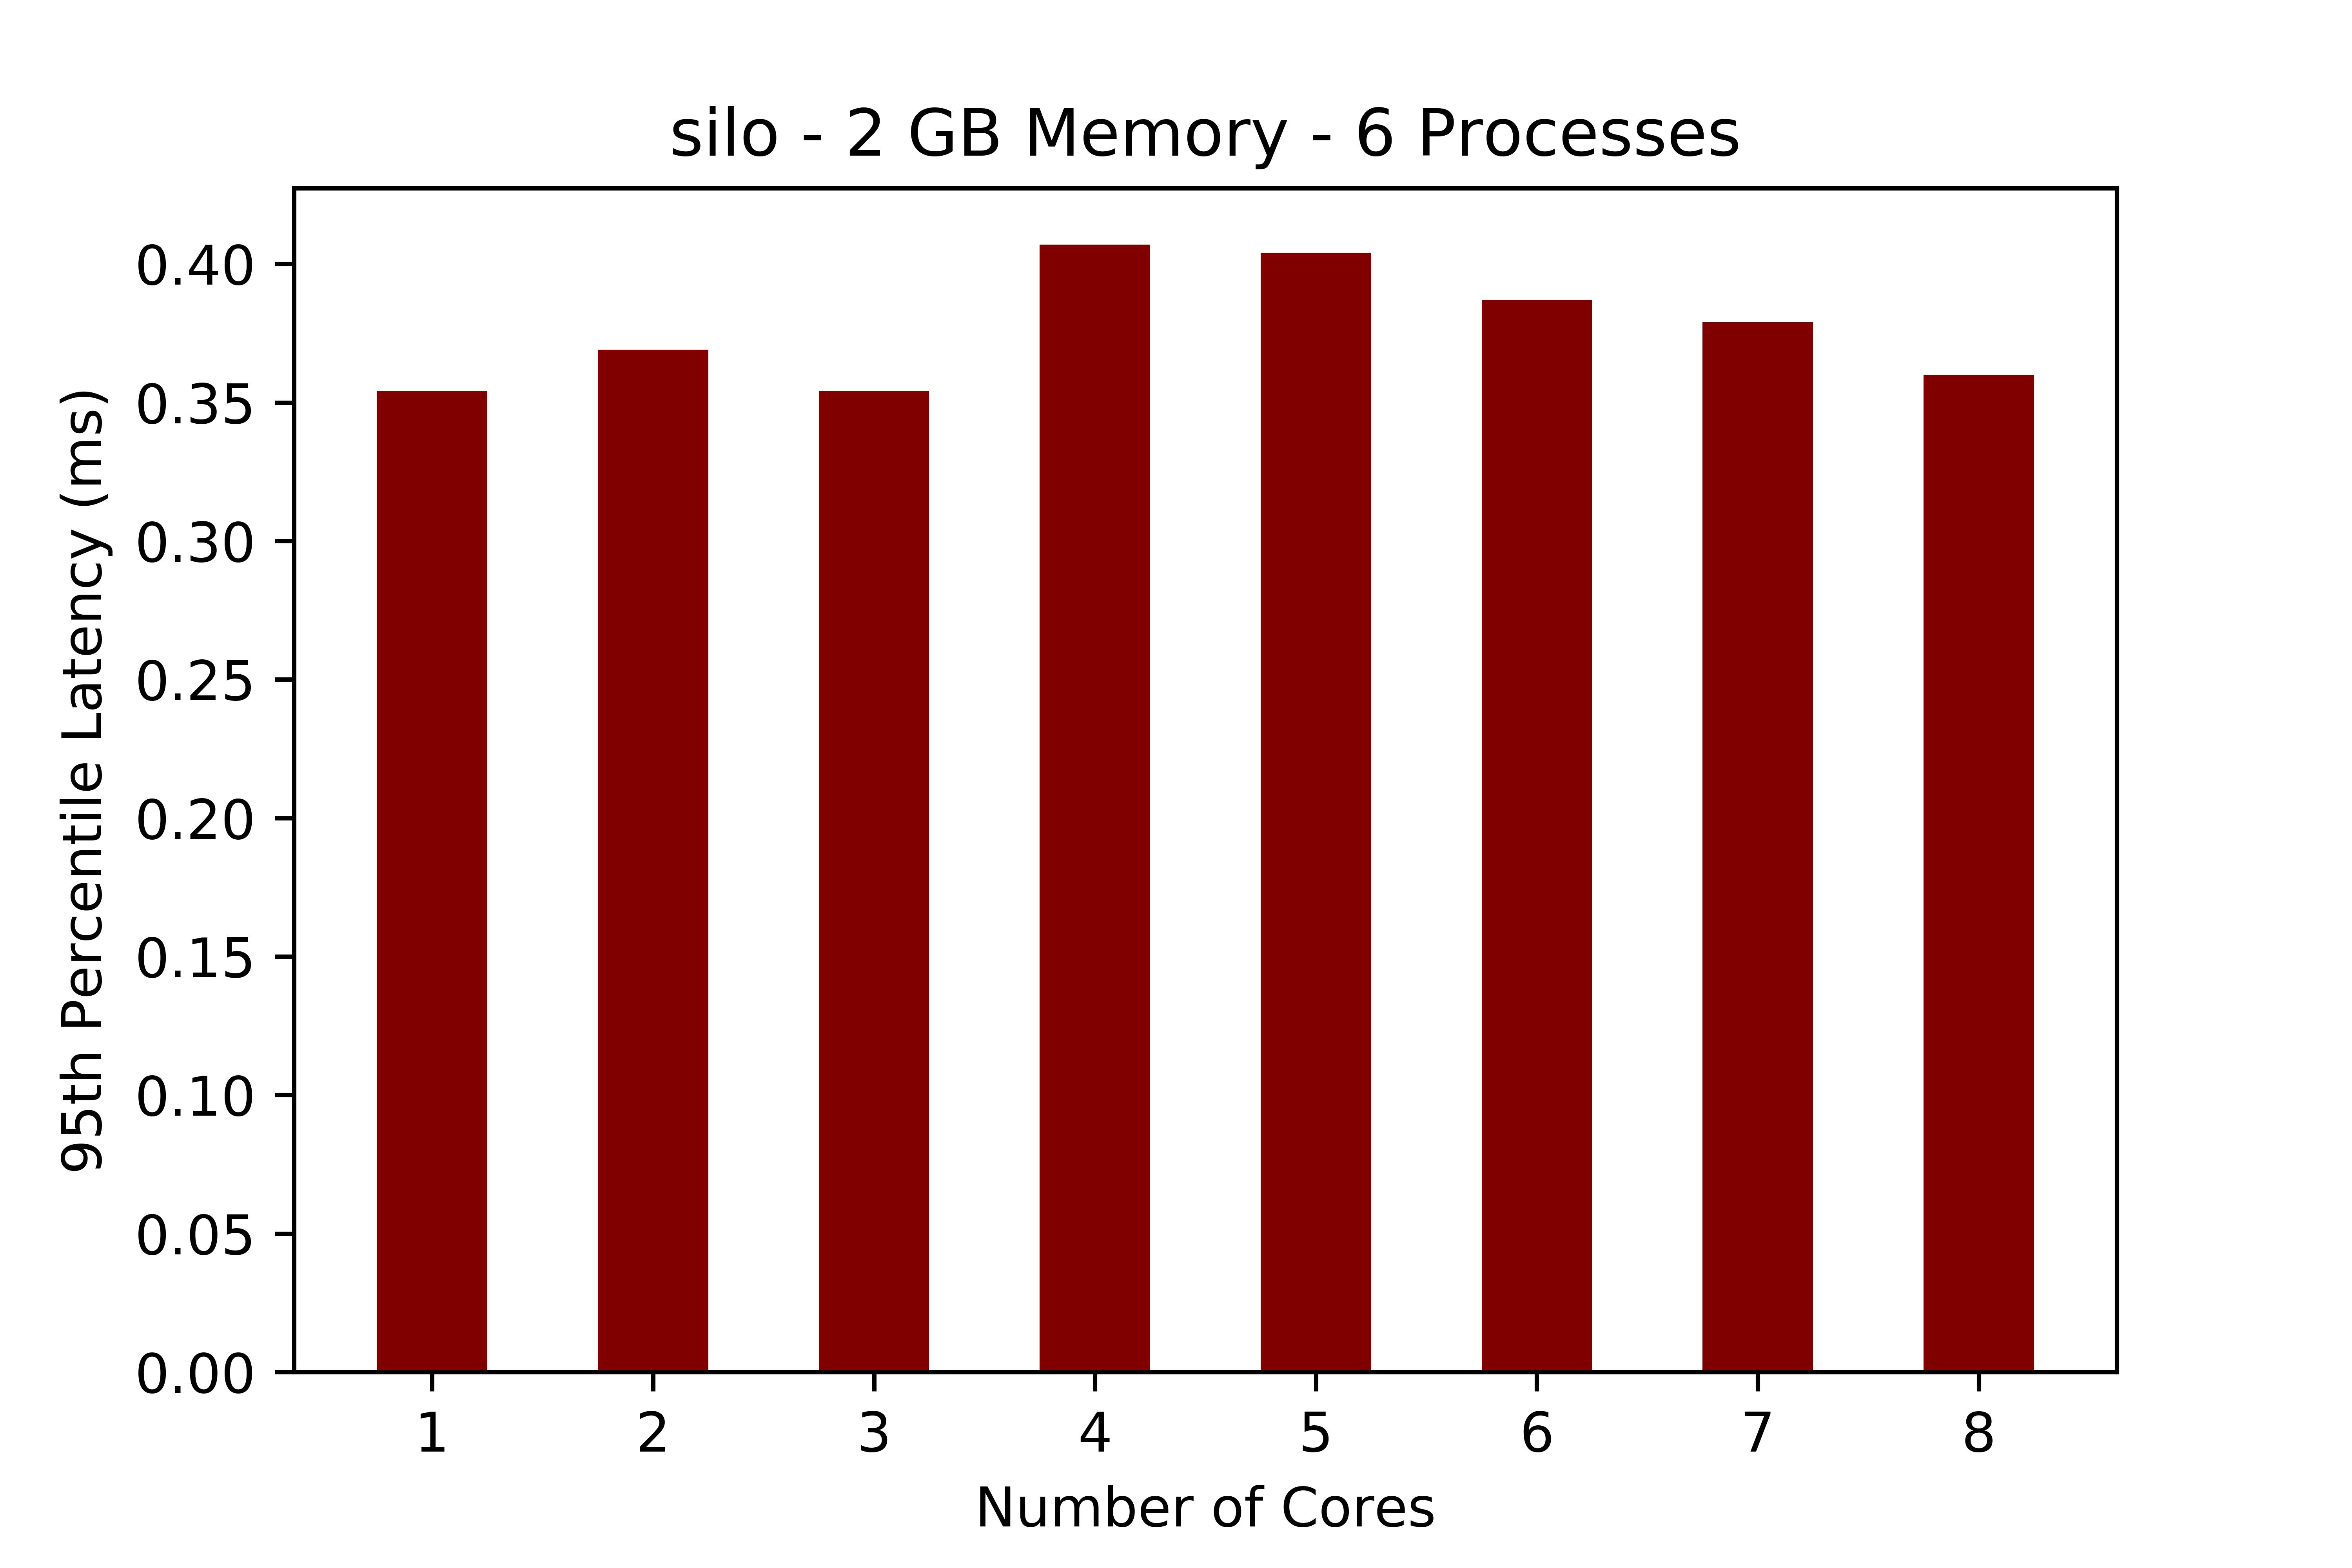 silo - 2 GB Memory - 6 Processes
95th Percentile Latency (ms)
0.40
0.35
0.30
0.25
0.20
0.15
0.10
0.05
0.00
1 2 3 4 5 6 7 8
Number of Cores